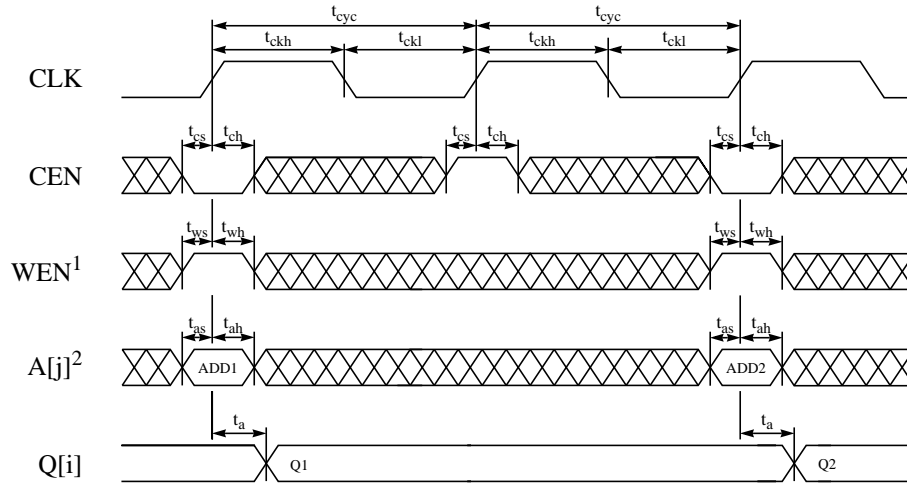 tcyc tcyc
tckh tckl tckh tckl
CLK
tcs tch tcs tch tcs tch
CEN
tws twh tws twh
WEN1
tas tah tas tah
A[j]2 ADD1 ADD2
ta ta
Q[i] Q1 Q2